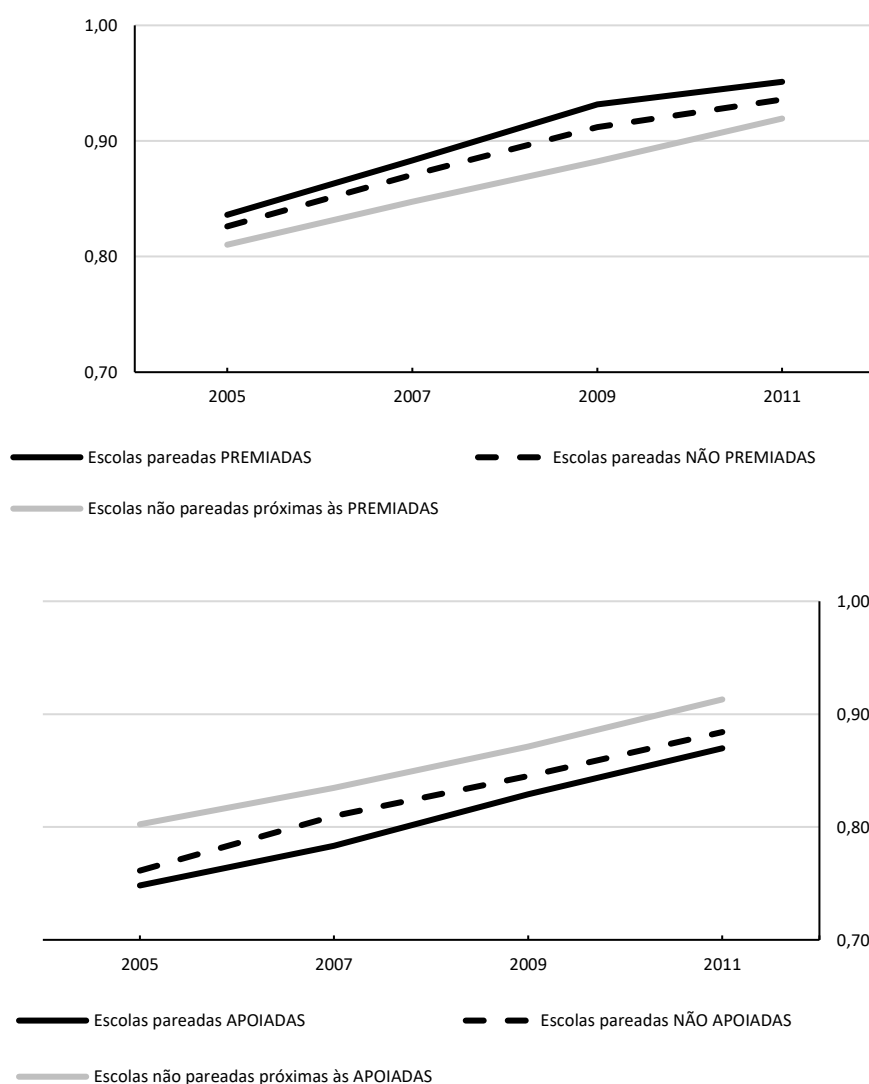 1,00
0,90
0,80
0,70
2005 2007 2009 2011
Escolas pareadas PREMIADAS Escolas pareadas NÃO PREMIADAS
Escolas não pareadas próximas às PREMIADAS
1,00
0,90
0,80
0,70
2005 2007 2009 2011
Escolas pareadas APOIADAS Escolas pareadas NÃO APOIADAS
Escolas não pareadas próximas às APOIADAS